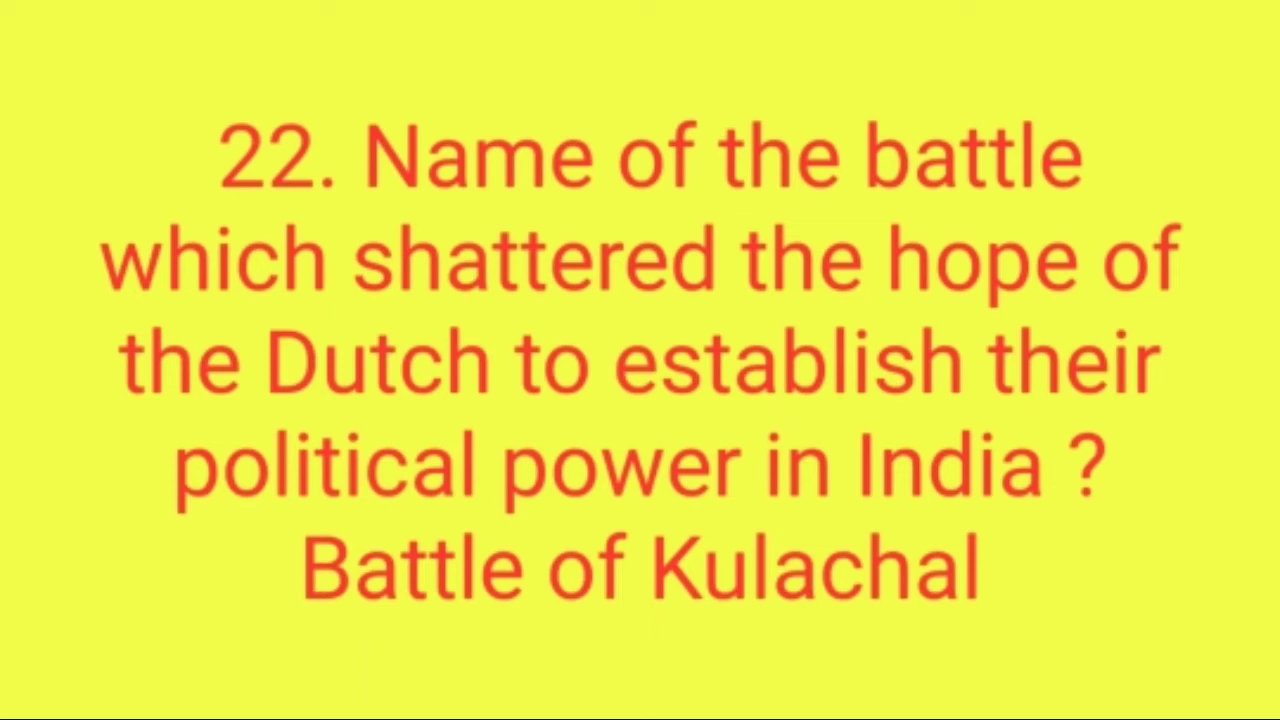 22. Name of the battle
which shattered the hope of
the Dutch to establish their
political power in India ?
Battle of Kulachal